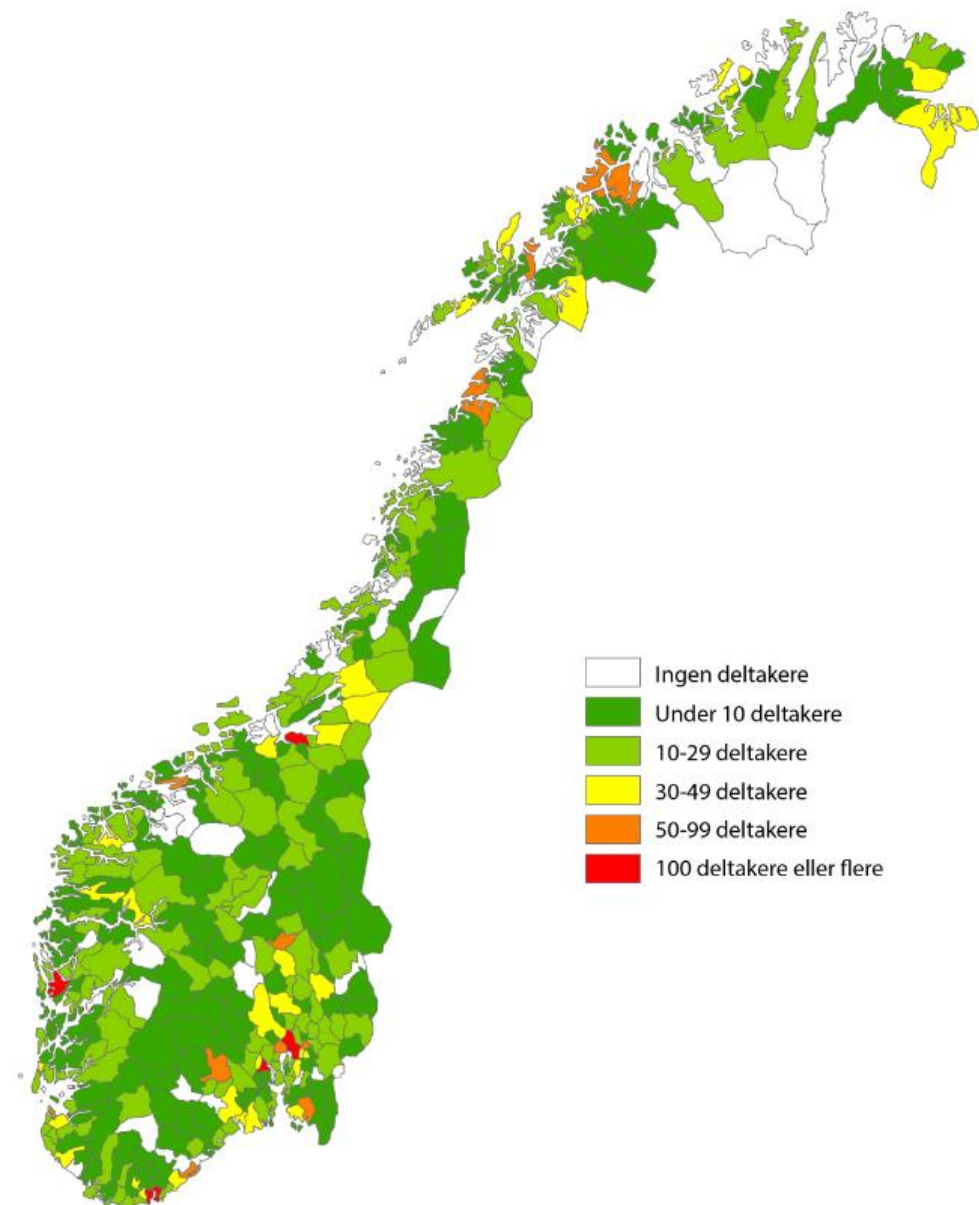 Ingen deltakere
Under 10 deltakere
10-29 deltakere
30-49 deltakere
50-99 deltakere
100 deltakere eller flere